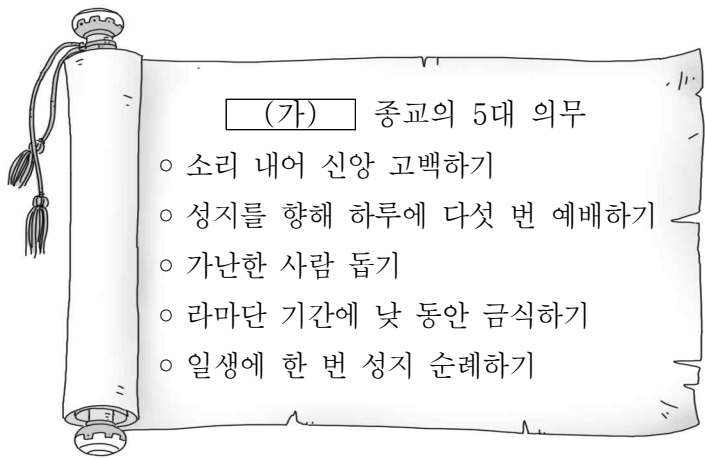 (가) 종교의 5대 의무
◦ 소리 내어 신앙 고백하기
◦ 성지를 향해 하루에 다섯 번 예배하기
◦ 가난한 사람 돕기
◦ 라마단 기간에 낮 동안 금식하기
◦ 일생에 한 번 성지 순례하기